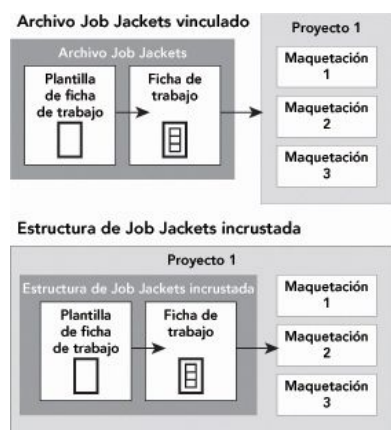 Archivo Job Jackets vinculado
Archivo Job Jackets
Plantilla
de ficha
de trabajo
Ficha de
trabajo
Proyecto 1
Maquetación
1
Maquetación
2
Maquetación
3
Estructura de Job Jackets incrustada
Proyecto 1
Estructura de Job Jackets incrustada
Plantilla
de ficha
de trabajo
Ficha de
trabajo
Maquetación
1
Maquetación
2
Maquetación
3